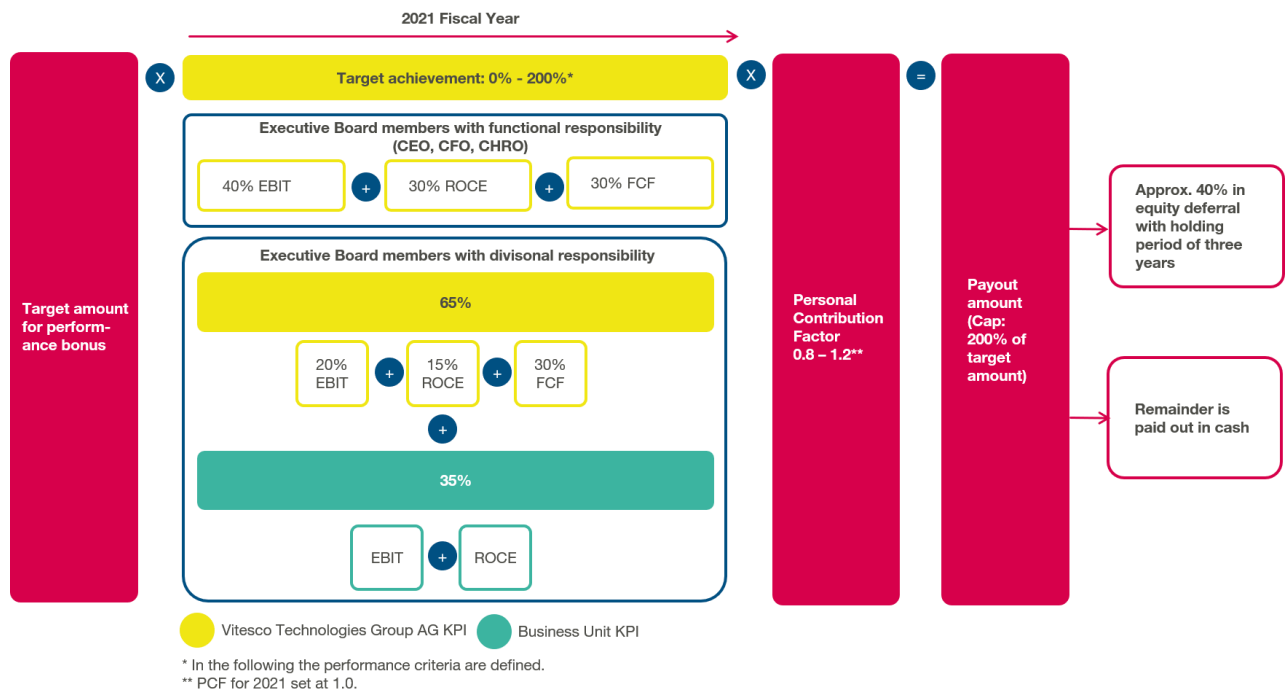 2021 Fiscal Year
Target amount
for perform-
ance bonus
X
Target achievement: 0% - 200%*
Executive Board members with functional responsibility
(CEO, CFO, CHRO)
40% EBIT
+
30% ROCE
+
30% FCF
Executive Board members with divisonal responsibility
65%
20%
EBIT
+
15%
ROCE
+
30%
FCF
+
35%
EBIT
+
ROCE
X
Personal
Contribution
Factor
0.8 – 1.2**
=
Payout
amount
(Cap:
200% of
target
amount)
Approx. 40% in
equity deferral
with holding
period of three
years
Remainder is
paid out in cash
Vitesco Technologies Group AG KPI
Business Unit KPI
* In the following the performance criteria are defined.
** PCF for 2021 set at 1.0.